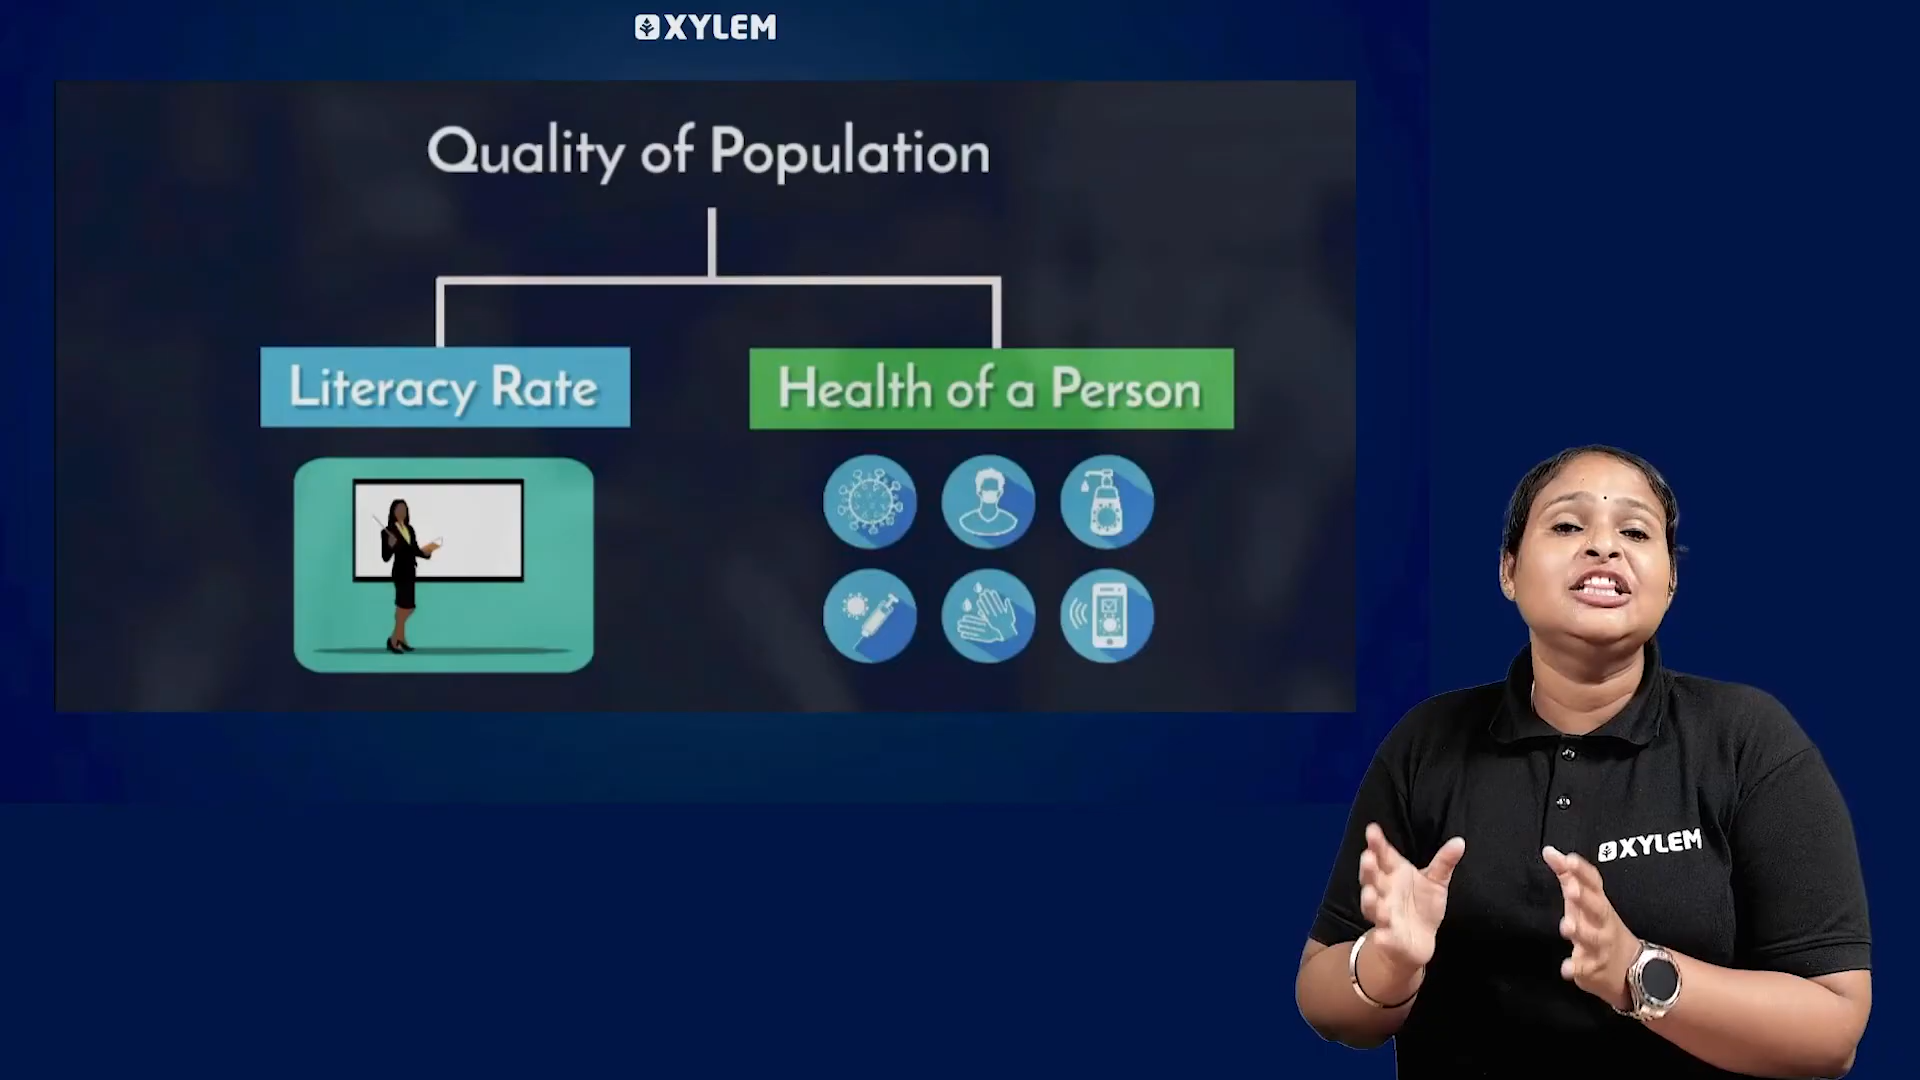 XYLEM
Quality of Population
Literacy Rate
Health of a Person
XYLEM